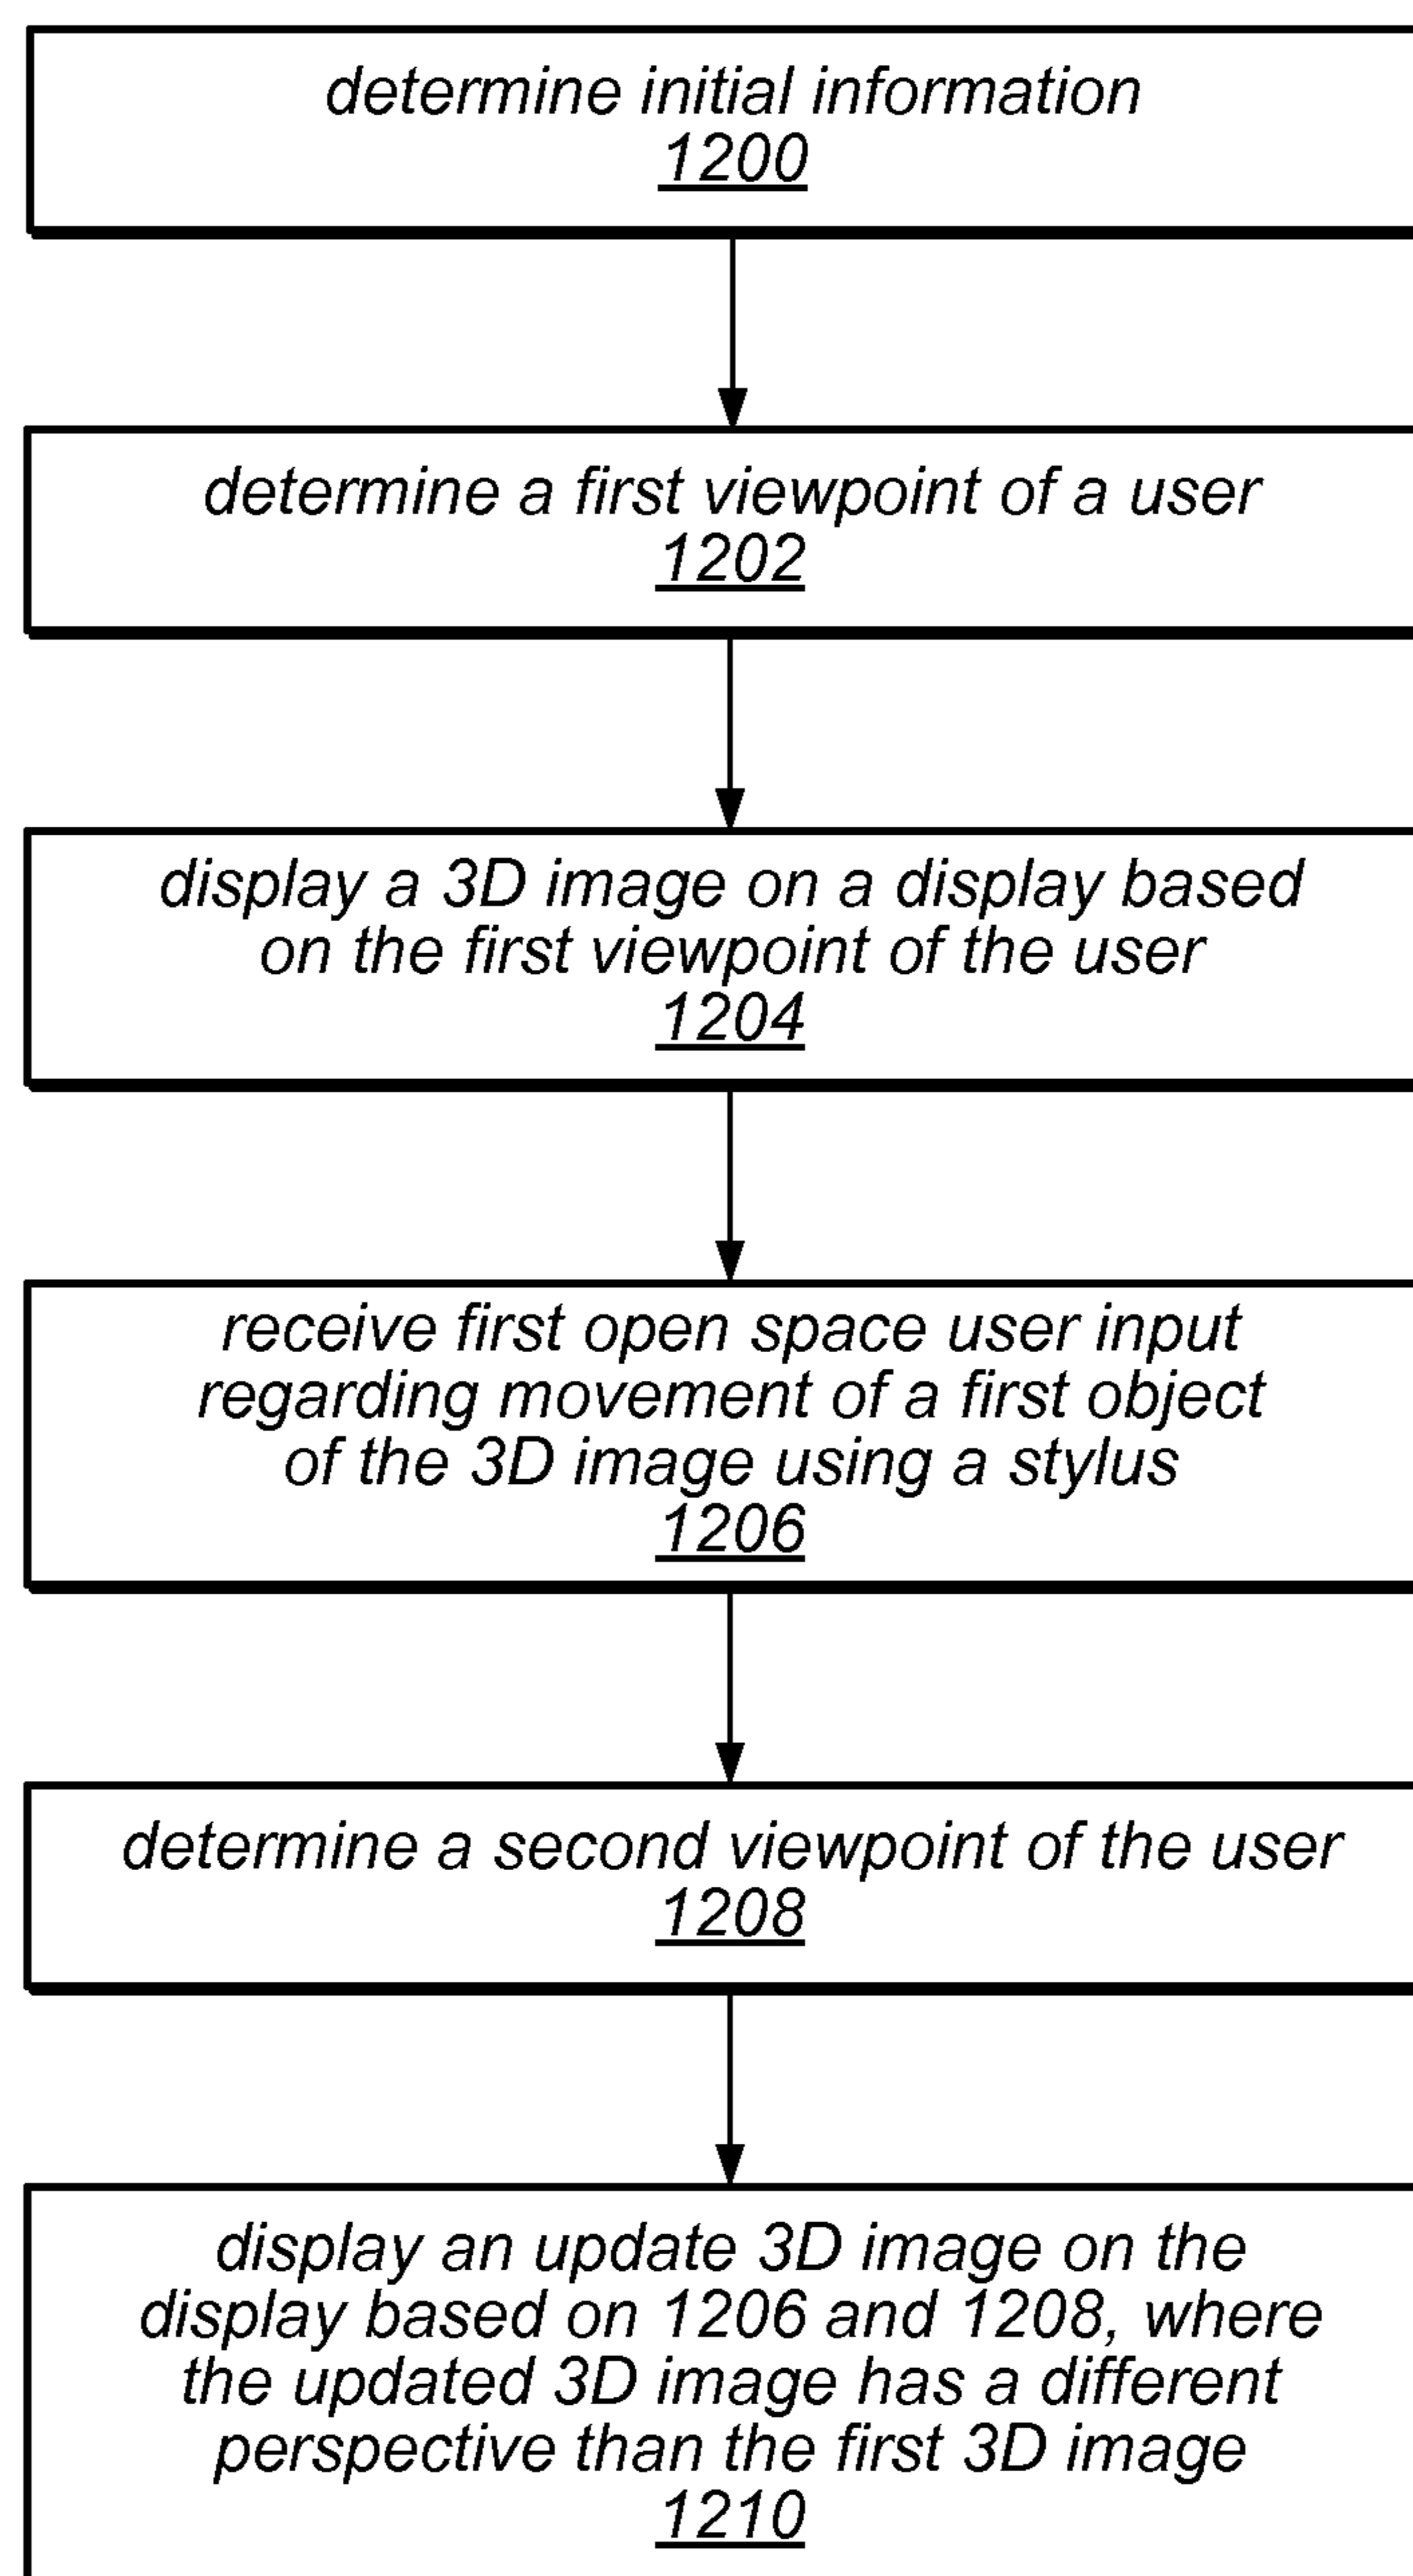 determine initial information
1200
determine a first viewpoint of a user
1202
display a 3D image on a display based
on the first viewpoint of the user
1204
receive first open space user input
regarding movement of a first object
of the 3D image using a stylus
1206
determine a second viewpoint of the user
1208
display an update 3D image on the
display based on 1206 and 1208, where
the updated 3D image has a different
perspective than the first 3D image
1210